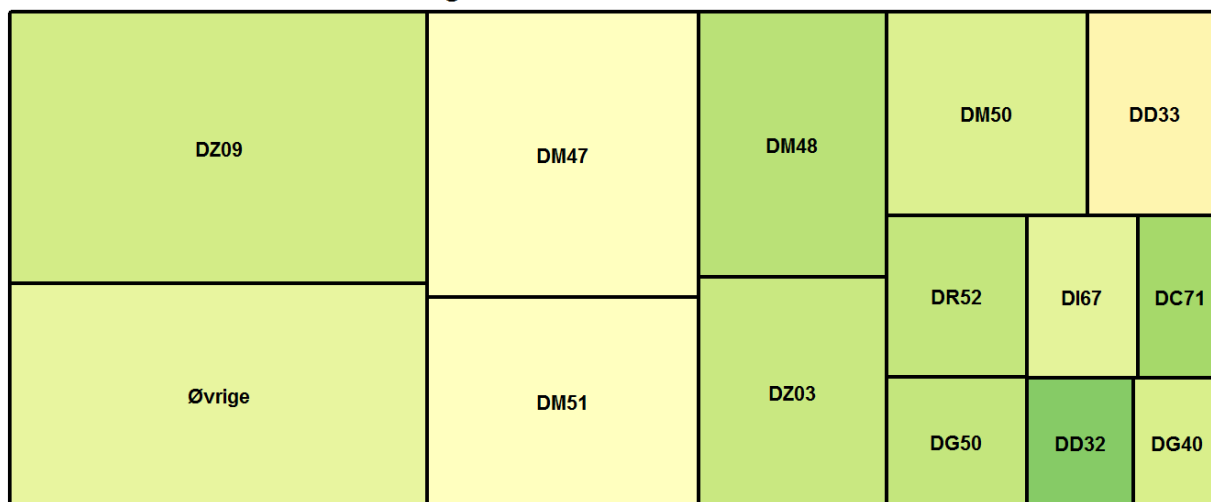 DZ09
DM47
DM48
DM50
DD33
DR52
DI67
DC71
Øvrige
DM51
DZ03
DG50
DD32
DG40